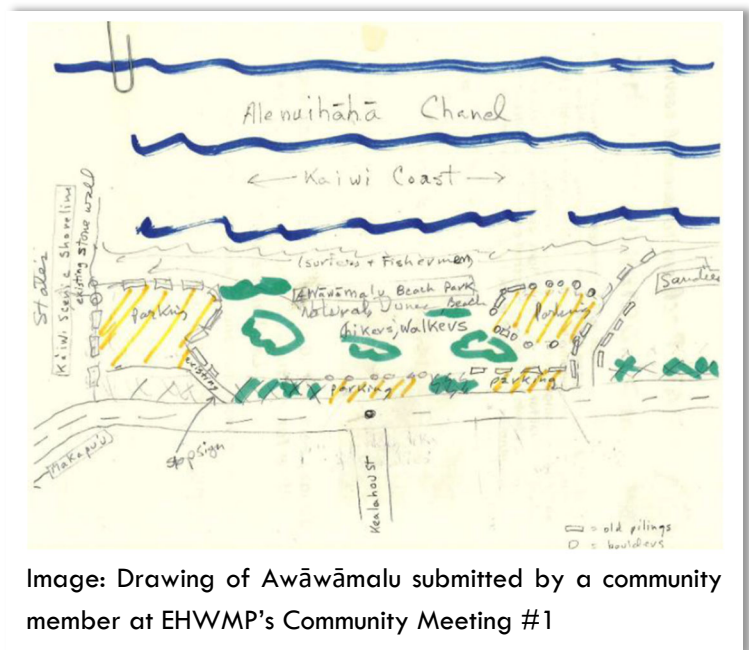 Alenuihāhā Chanel
← Kaiwi Coast →
State's
Kaiwi Scenic Shoreline
existing stone wall
(surfers + Fishermen)
Awāwāmalu Beach Park
Natural Dunes, Beach
hikers, Walkers
Parking
Parking
Sandies
existing
parking
parking
stop sign
Makapu'u
Kealahou st
▭ = old pilings
O = boulders
Image: Drawing of Awāwāmalu submitted by a community
member at EHWMP's Community Meeting #1